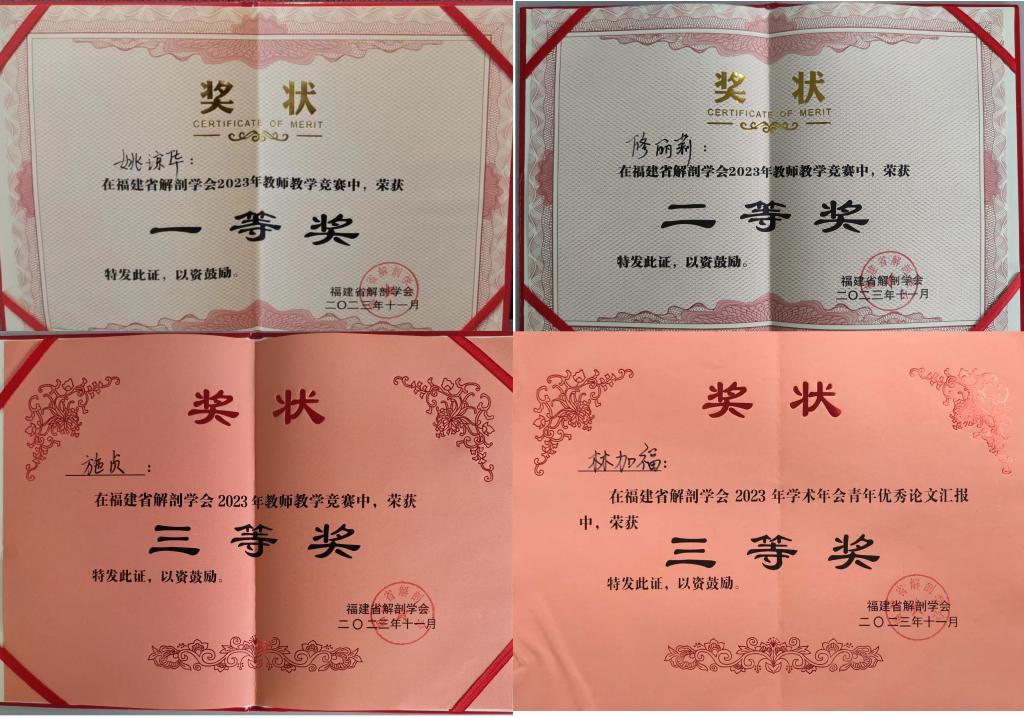 奖 状
CERTIFICATE OF MERIT
姚琼华：
在福建省解剖学会2023年教师教学竞赛中，荣获
一等奖
特发此证，以资鼓励。
福建省解剖学会
二〇二三年十一月
奖 状
CERTIFICATE OF MERIT
修丽莉：
在福建省解剖学会2023年教师教学竞赛中，荣获
二等奖
特发此证，以资鼓励。
福建省解剖学会
二〇二三年十一月
奖 状
施贞：
在福建省解剖学会 2023 年教师教学竞赛中，荣获
三等奖
特发此证，以资鼓励。
福建省解剖学会
二〇二三年十一月
奖 状
林加福：
在福建省解剖学会 2023 年学术年会青年优秀论文汇报
中，荣获
三等奖
特发此证，以资鼓励。
福建省解剖学会
二〇二三年十一月